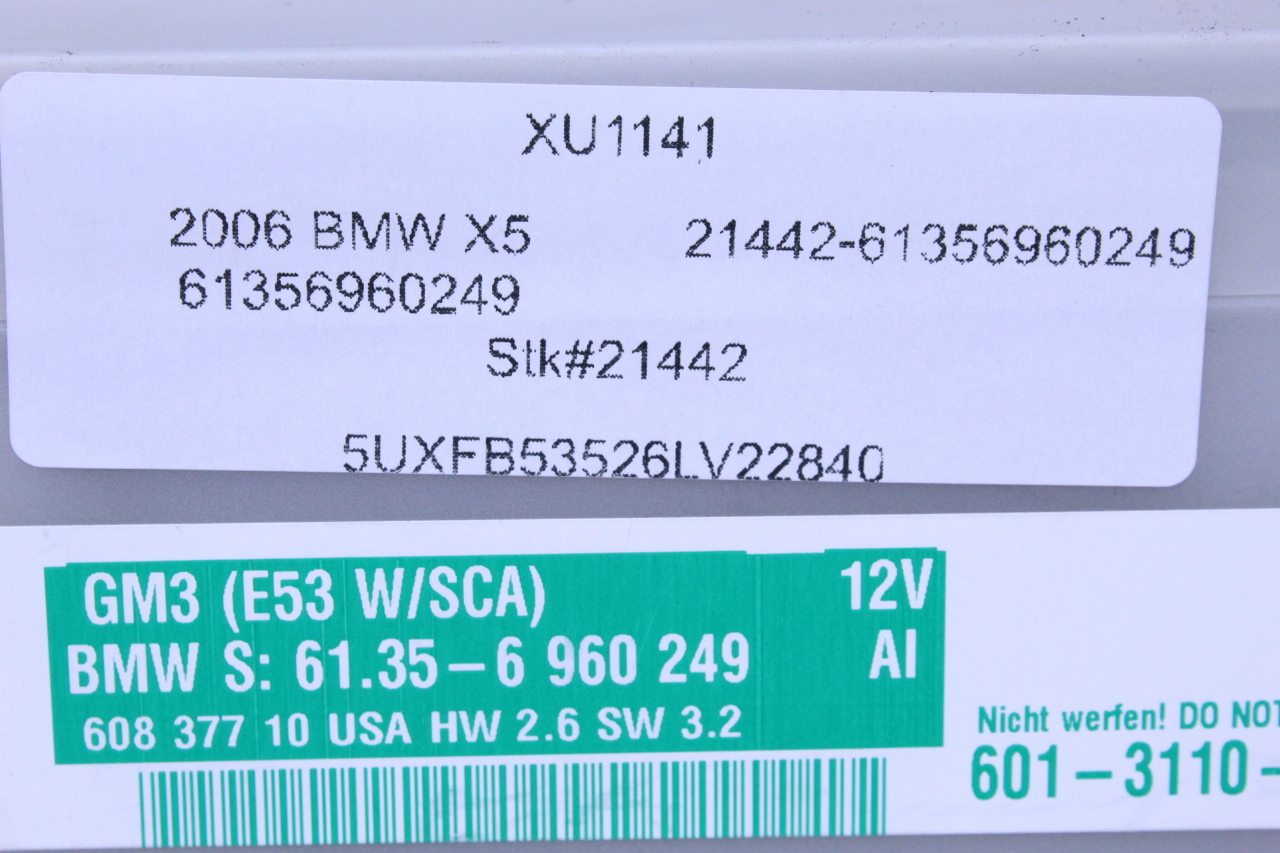 XU1141
2006 BMW X5 21442-61356960249
61356960249
Stk#21442
5UXFB53526LV22840
GM3 (E53 W/SCA) 12V
BMW S: 61.35–6 960 249 AI
608 377 10 USA HW 2.6 SW 3.2
Nicht werfen! DO NOT
601–3110-